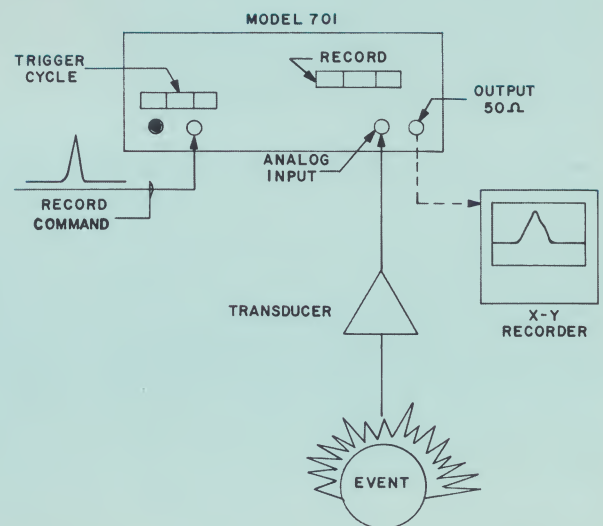 MODEL 701
TRIGGER
CYCLE
RECORD
OUTPUT
50Ω
ANALOG
INPUT
RECORD
COMMAND
TRANSDUCER
X-Y
RECORDER
EVENT